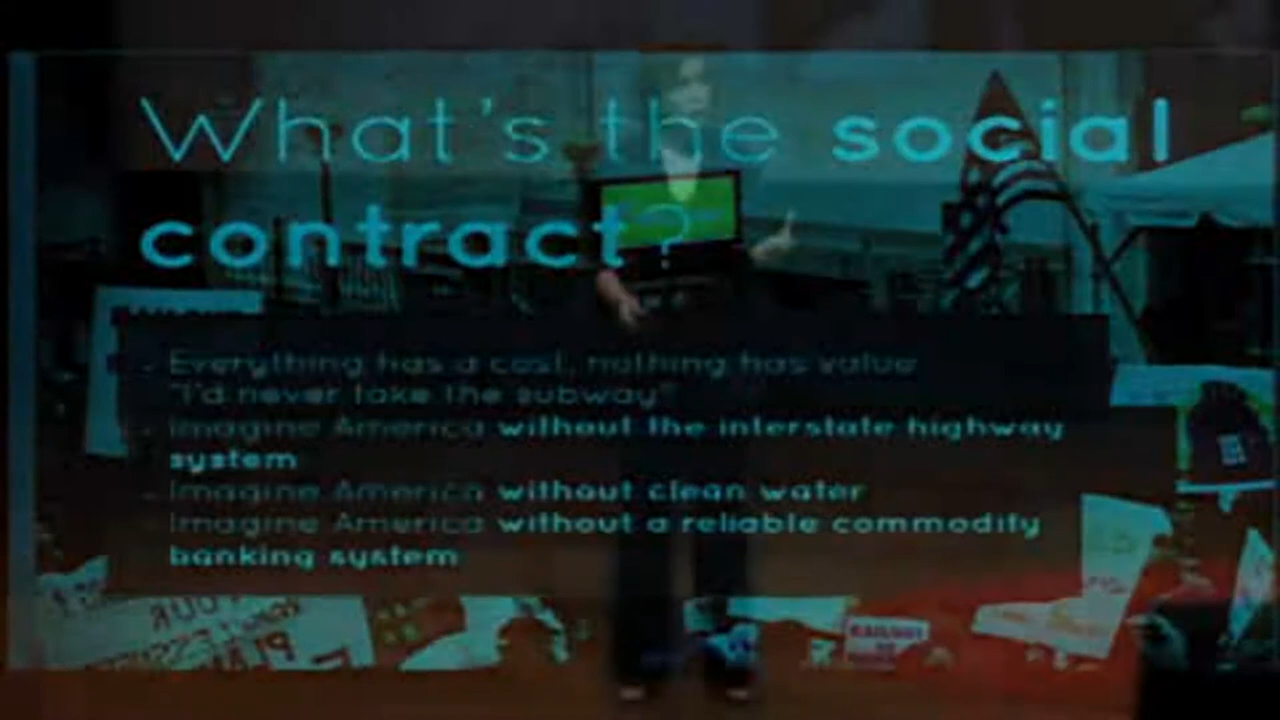 What's the social
contract?
- Everything has a cost, nothing has value
"I'd never take the subway"
- Imagine America without the interstate highway
system
- Imagine America without clean water
- Imagine America without a reliable commodity
banking system
BAILOUT